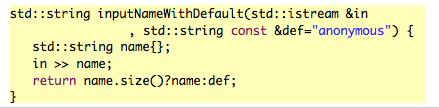 std::string inputNameWithDefault(std::istream &in
                , std::string const &def="anonymous") {
   std::string name{};
   in >> name;
   return name.size()?name:def;
}